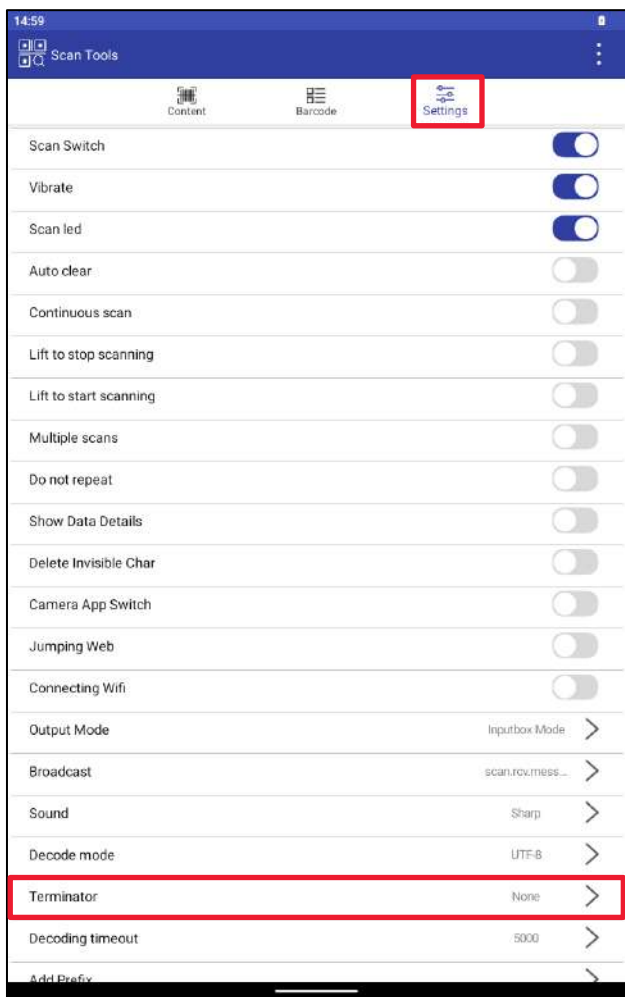 14:59
Scan Tools
Content Barcode Settings
Scan Switch
Vibrate
Scan led
Auto clear
Continuous scan
Lift to stop scanning
Lift to start scanning
Multiple scans
Do not repeat
Show Data Details
Delete Invisible Char
Camera App Switch
Jumping Web
Connecting Wifi
Output Mode Inputbox Mode
Broadcast scan.rcv.mess...
Sound Sharp
Decode mode UTF-8
Terminator None
Decoding timeout 5000
Add Prefix